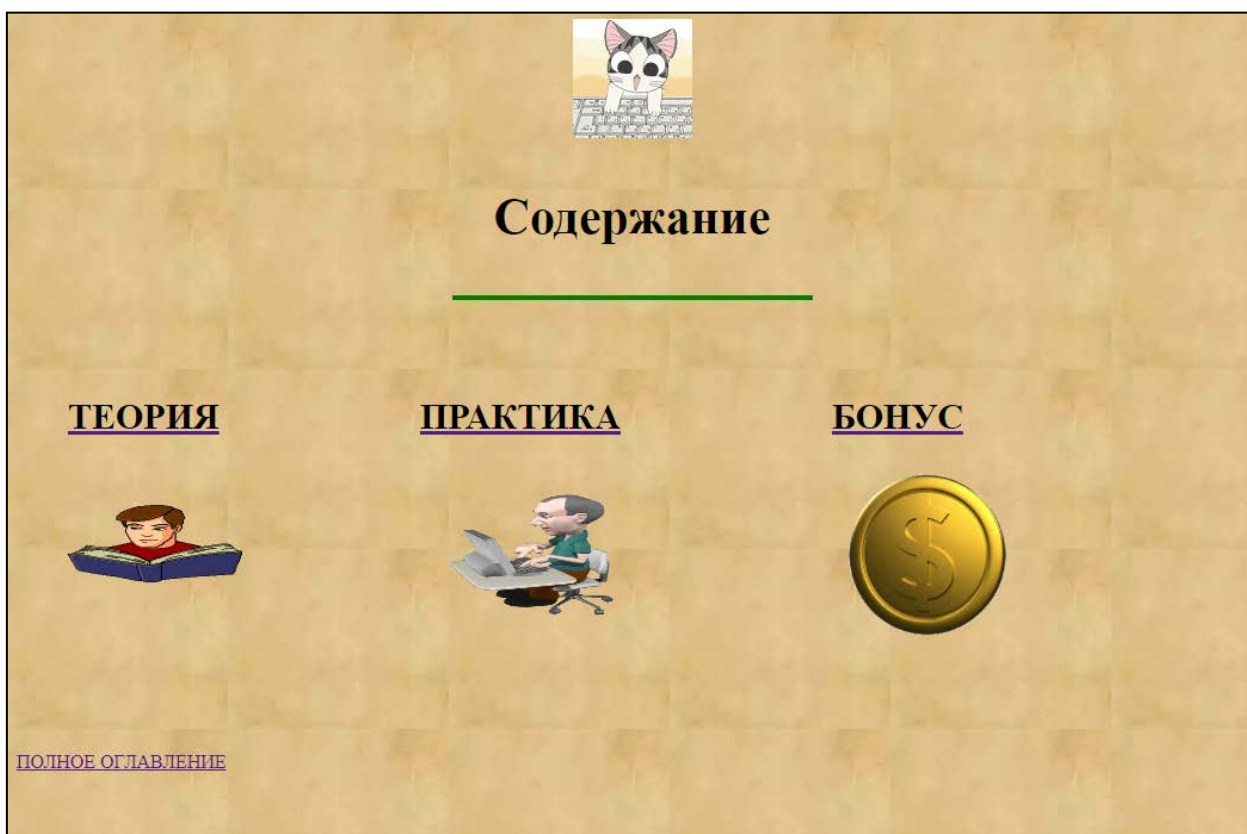 Содержание
ТЕОРИЯ
ПРАКТИКА
БОНУС
$
ПОЛНОЕ ОГЛАВЛЕНИЕ